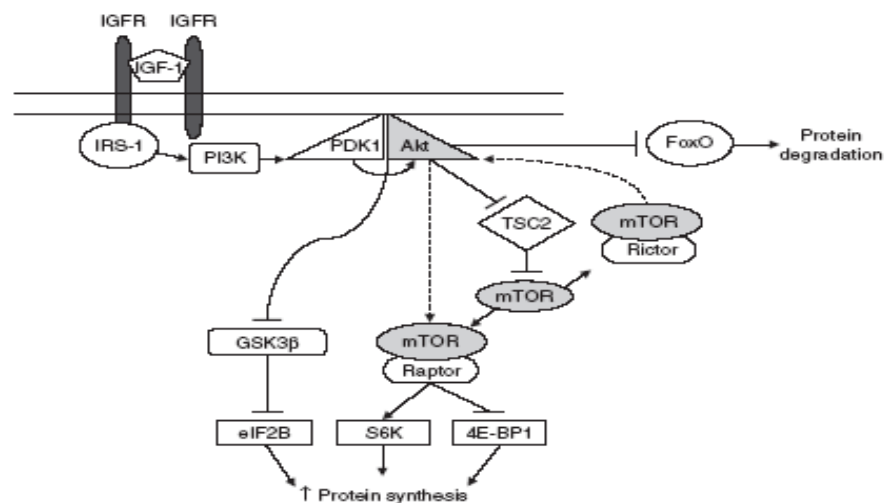 IGFR IGFR
IGF-1
IRS-1
PI3K
PDK1
Akt
FoxO
Protein
degradation
TSC2
mTOR
Rictor
mTOR
GSK3β
mTOR
Raptor
eIF2B
S6K
4E-BP1
↑ Protein synthesis